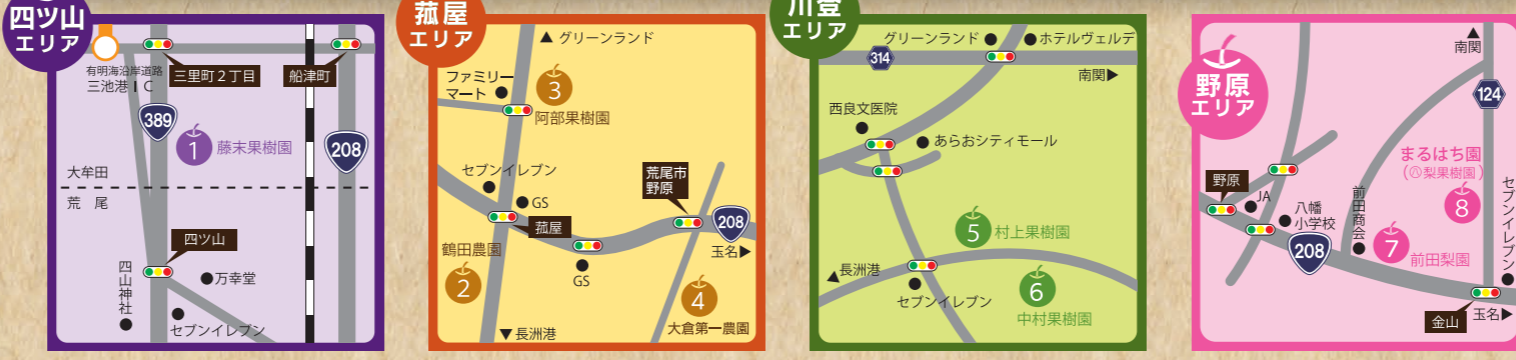 四ツ山
エリア
有明海沿岸道路
三池港IC
三里町2丁目
船津町
389
208
1
藤末果樹園
大牟田
荒尾
四ツ山
四山神社
万幸堂
セブンイレブン
菰屋
エリア
▲グリーンランド
ファミリー
マート
3
阿部果樹園
セブンイレブン
GS
菰屋
荒尾市
野原
208
玉名▶
鶴田農園
2
GS
4
大倉第一農園
▼長洲港
川登
エリア
グリーンランド
ホテルヴェルデ
314
南関▶
西良文医院
あらおシティモール
5
村上果樹園
▲長洲港
セブンイレブン
6
中村果樹園
野原
エリア
▲
南関
124
まるはち園
(㊇梨果樹園)
8
野原
JA
八幡
小学校
前田商会
208
7
前田梨園
セブンイレブン
金山
玉名▶